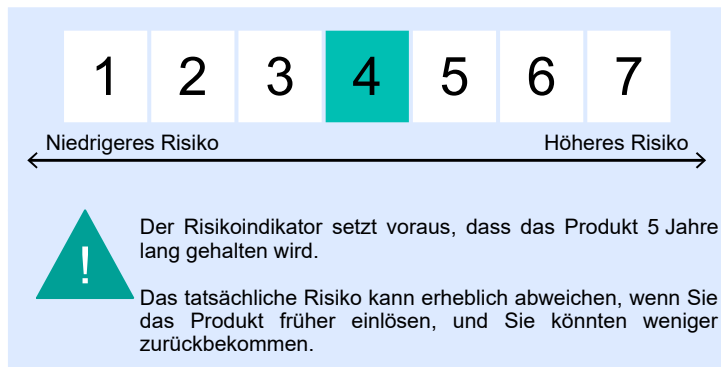 1 2 3 4 5 6 7
Niedrigeres Risiko Höheres Risiko
!
Der Risikoindikator setzt voraus, dass das Produkt 5 Jahre
lang gehalten wird.
Das tatsächliche Risiko kann erheblich abweichen, wenn Sie
das Produkt früher einlösen, und Sie könnten weniger
zurückbekommen.